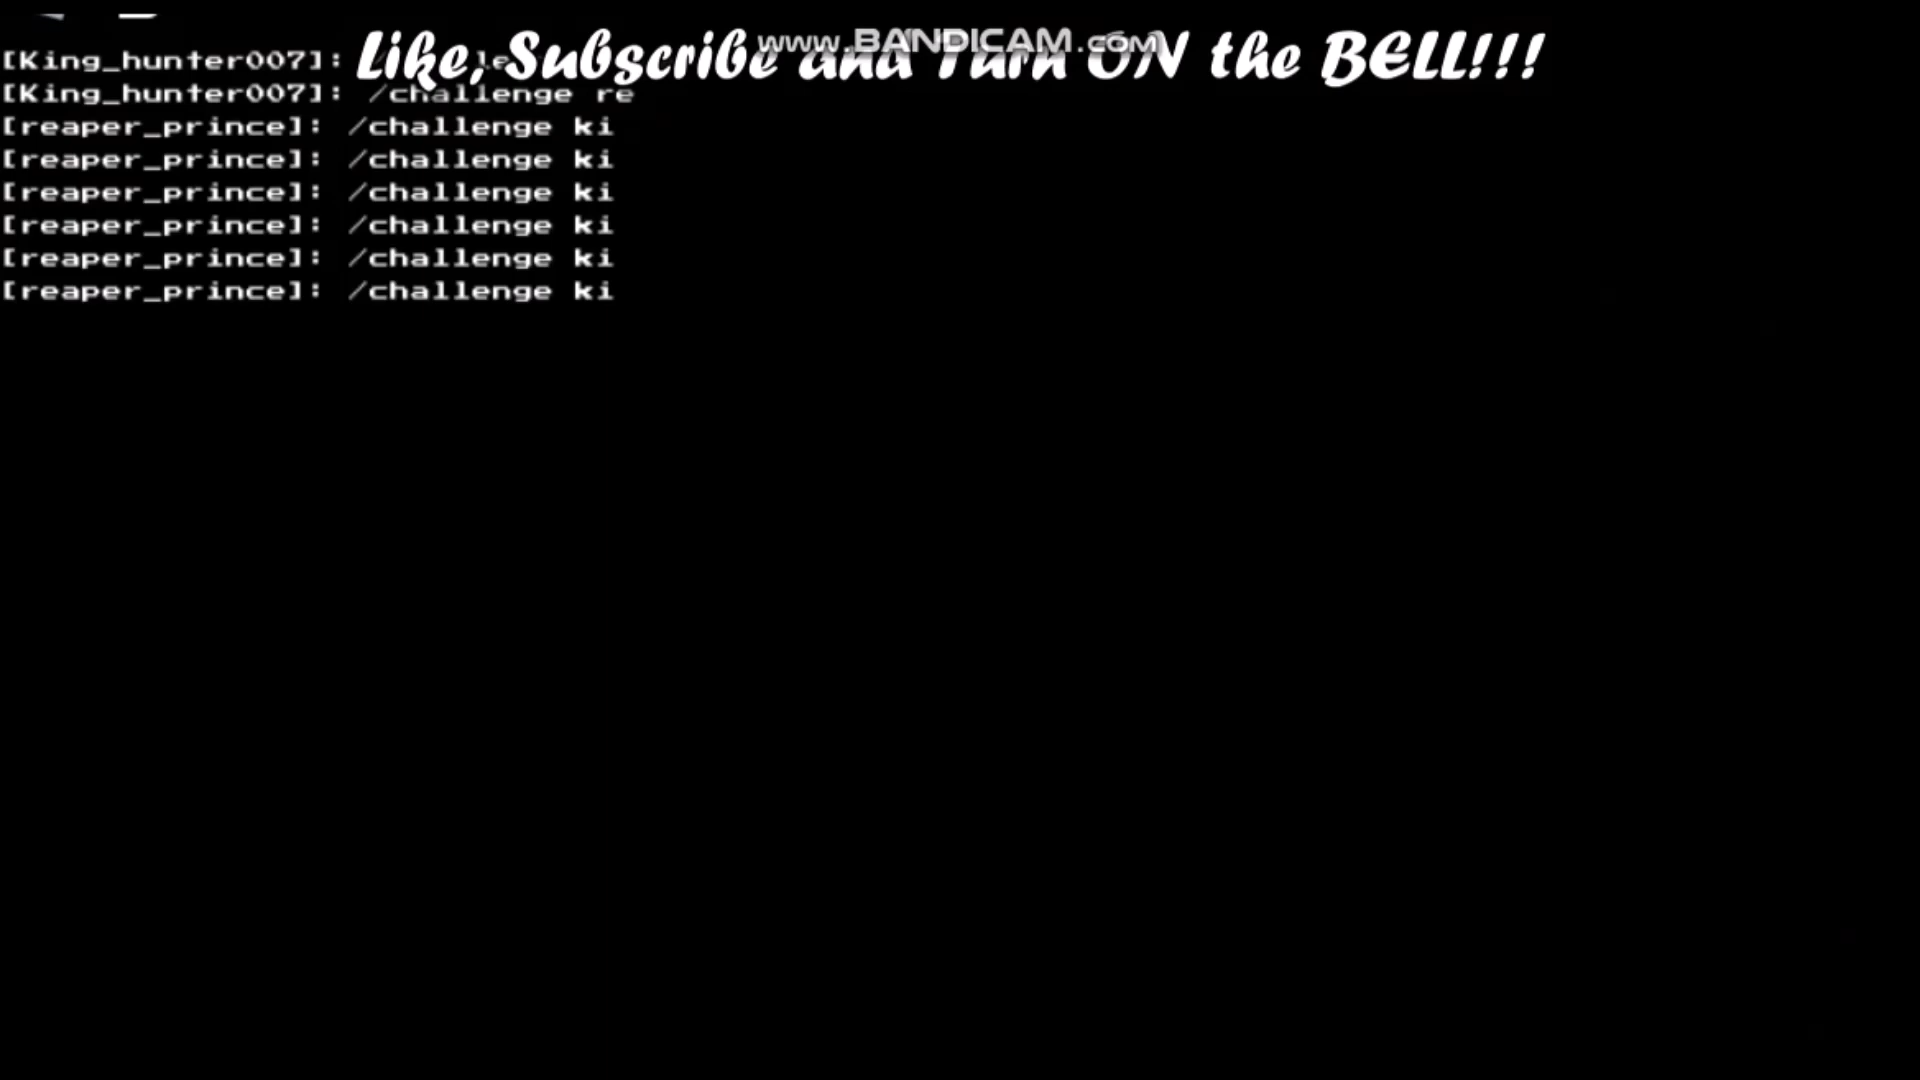 www.BANDICAM.com
Like, Subscribe and Turn ON the BELL!!!
[King_hunter007]:
[King_hunter007]: /challenge re
[reaper_prince]: /challenge ki
[reaper_prince]: /challenge ki
[reaper_prince]: /challenge ki
[reaper_prince]: /challenge ki
[reaper_prince]: /challenge ki
[reaper_prince]: /challenge ki